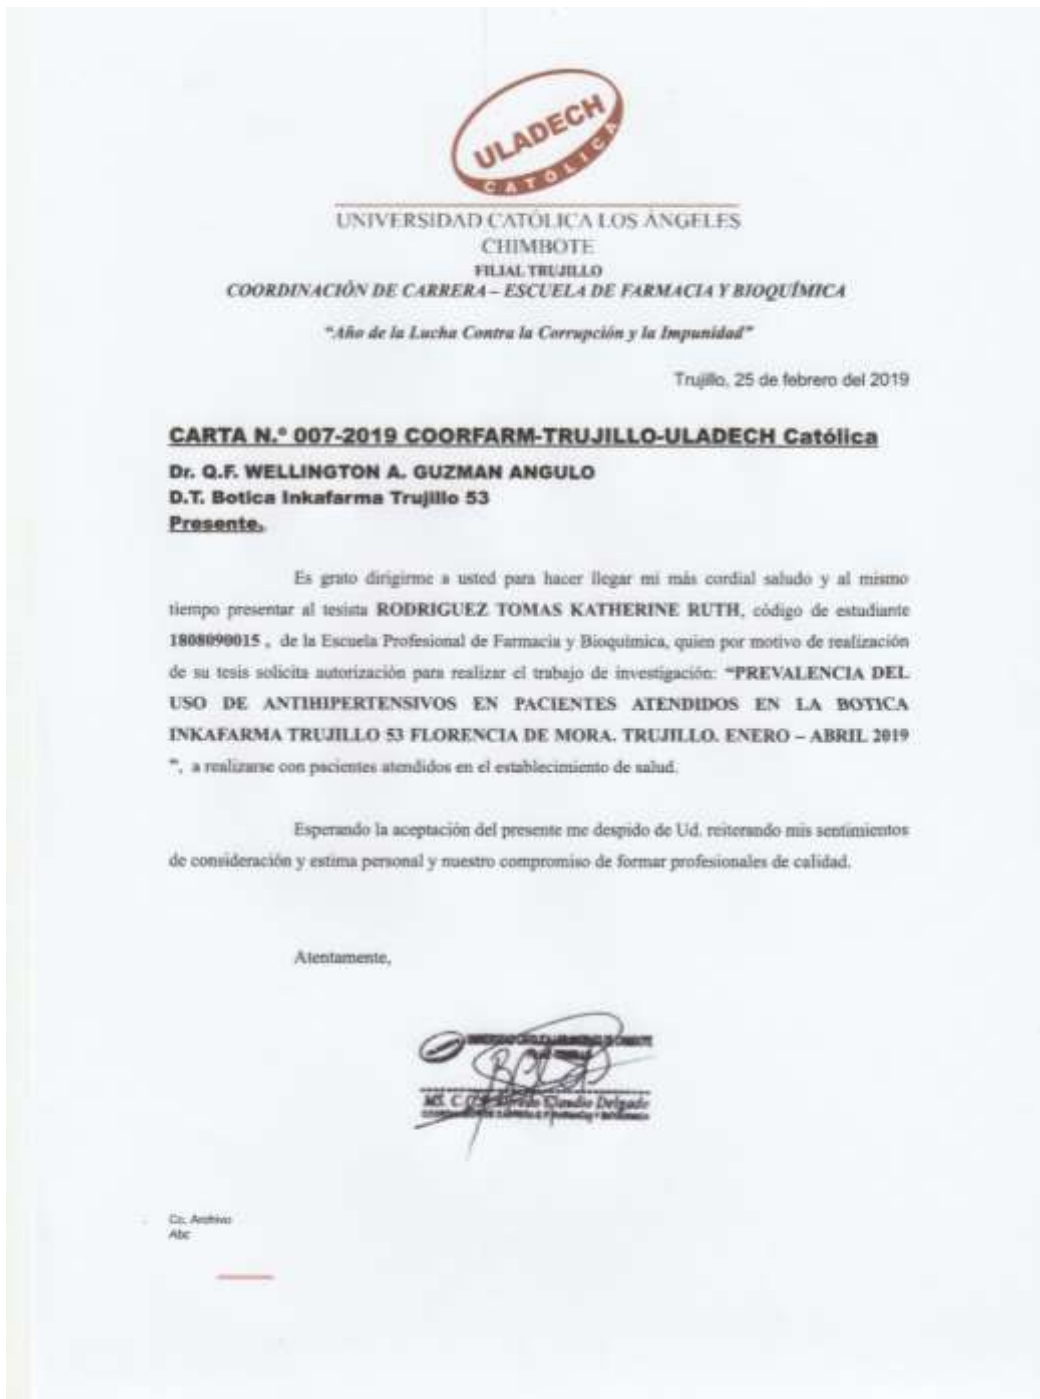 ULADECH
CATOLICA
UNIVERSIDAD CATÓLICA LOS ÁNGELES
CHIMBOTE
FILIAL TRUJILLO
COORDINACIÓN DE CARRERA – ESCUELA DE FARMACIA Y BIOQUÍMICA
“Año de la Lucha Contra la Corrupción y la Impunidad”
Trujillo, 25 de febrero del 2019
CARTA N.° 007-2019 COORFARM-TRUJILLO-ULADECH Católica
Dr. Q.F. WELLINGTON A. GUZMAN ANGULO
D.T. Botica Inkafarma Trujillo 53
Presente.
Es grato dirigirme a usted para hacer llegar mi más cordial saludo y al mismo
tiempo presentar al tesista RODRIGUEZ TOMAS KATHERINE RUTH, código de estudiante
1808090015 , de la Escuela Profesional de Farmacia y Bioquímica, quien por motivo de realización
de su tesis solicita autorización para realizar el trabajo de investigación: “PREVALENCIA DEL
USO DE ANTIHIPERTENSIVOS EN PACIENTES ATENDIDOS EN LA BOTICA
INKAFARMA TRUJILLO 53 FLORENCIA DE MORA. TRUJILLO. ENERO – ABRIL 2019
”, a realizarse con pacientes atendidos en el establecimiento de salud.
Esperando la aceptación del presente me despido de Ud. reiterando mis sentimientos
de consideración y estima personal y nuestro compromiso de formar profesionales de calidad.
Atentamente,
Claudio Delgado
Cc. Archivo
Abc